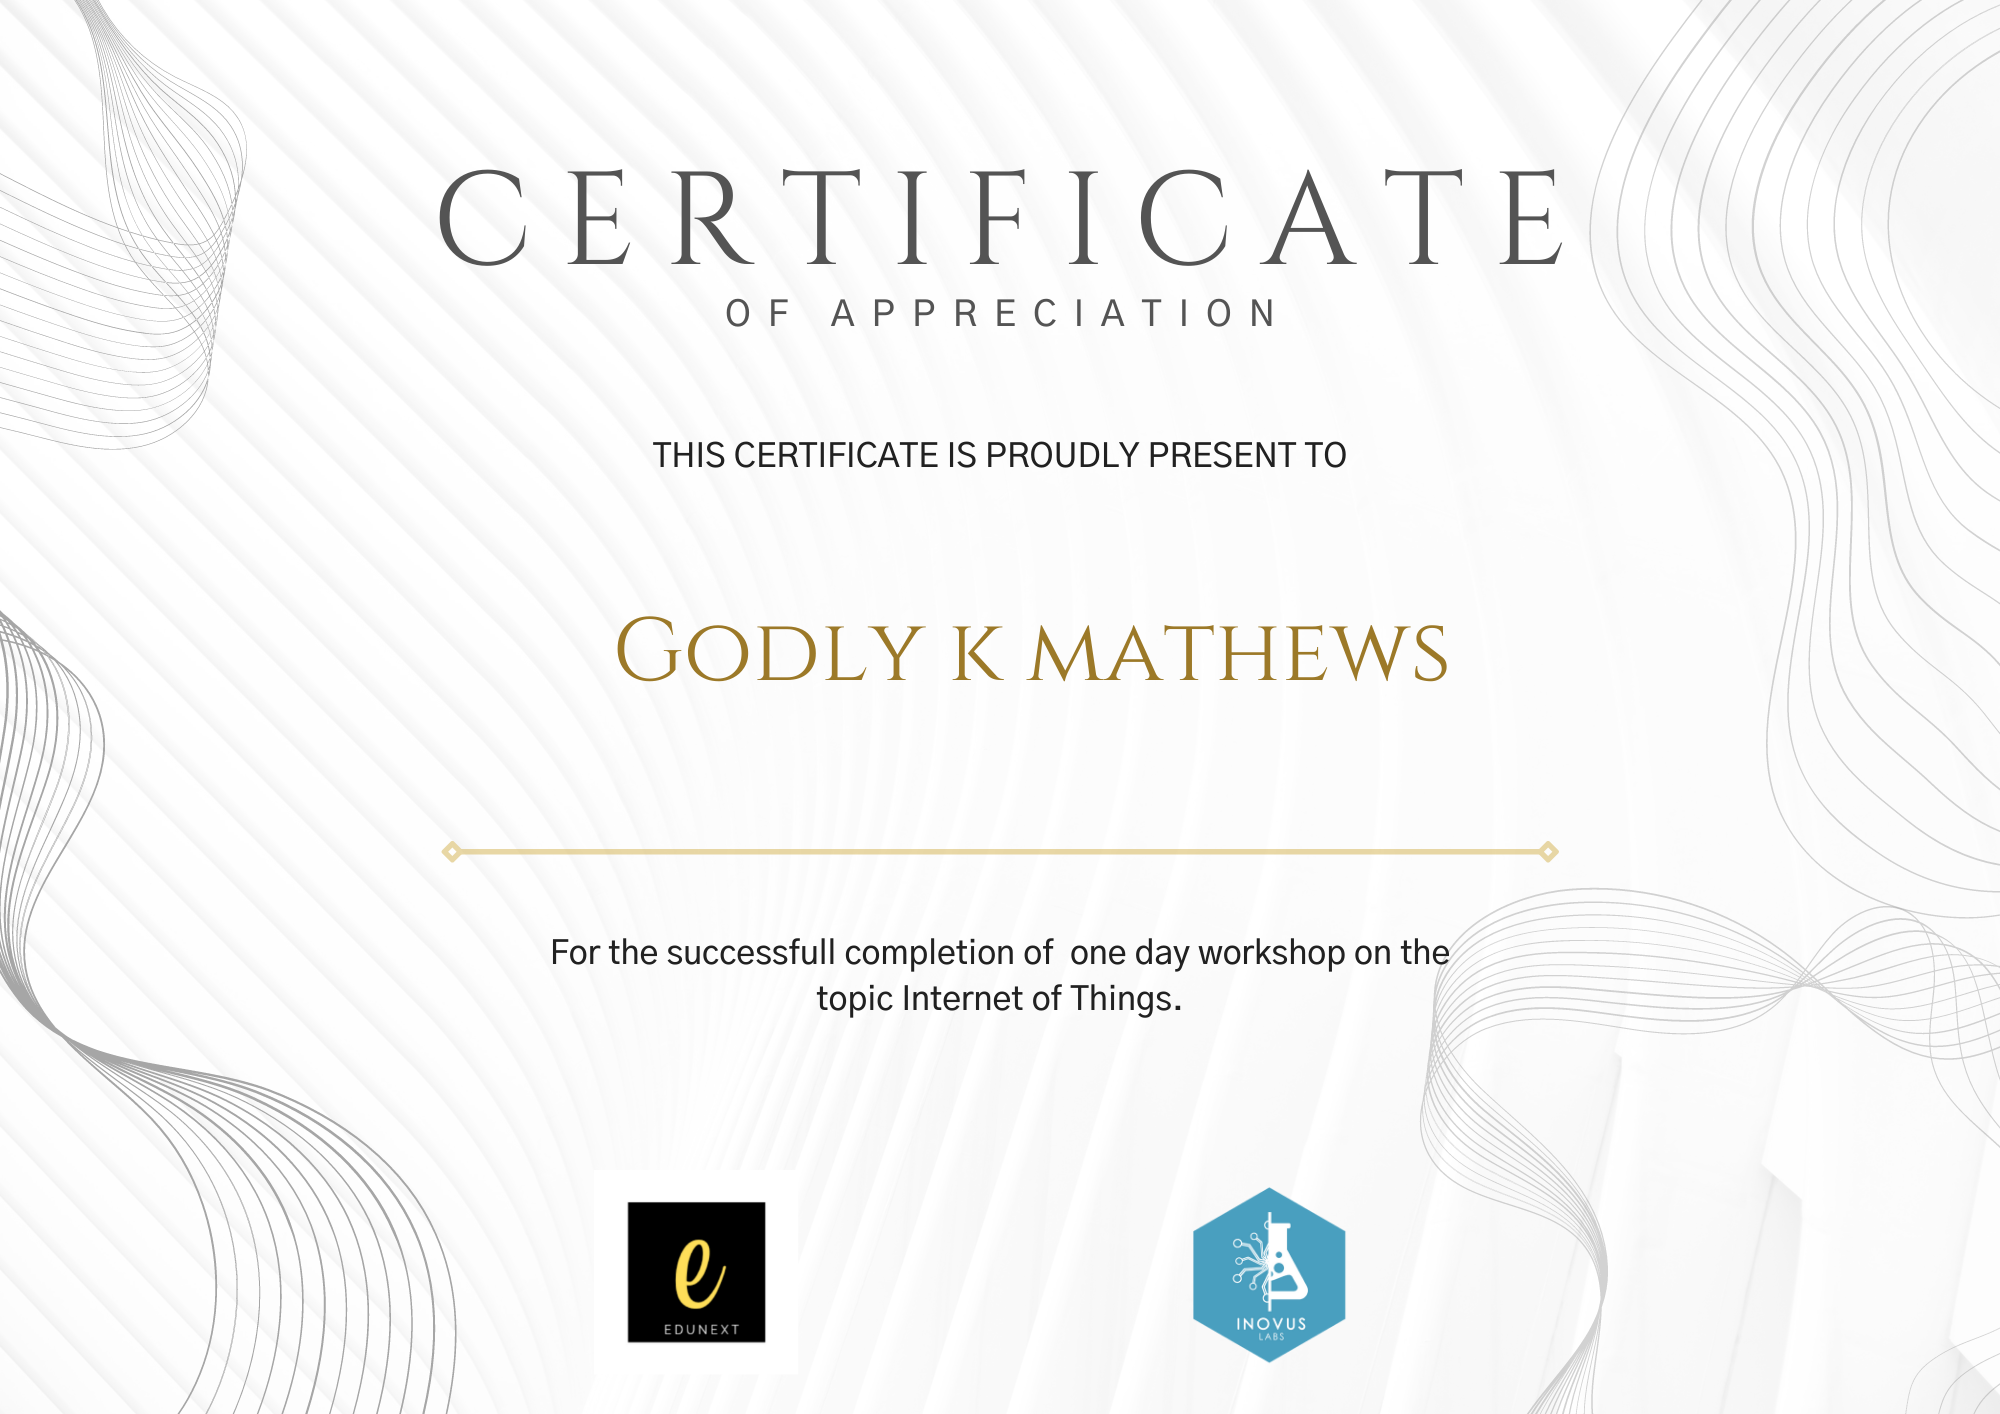 CERTIFICATE
OF APPRECIATION
THIS CERTIFICATE IS PROUDLY PRESENT TO
GODLY K MATHEWS
For the successfull completion of  one day workshop on the
topic Internet of Things.
e
EDUNEXT
INOVUS
LABS